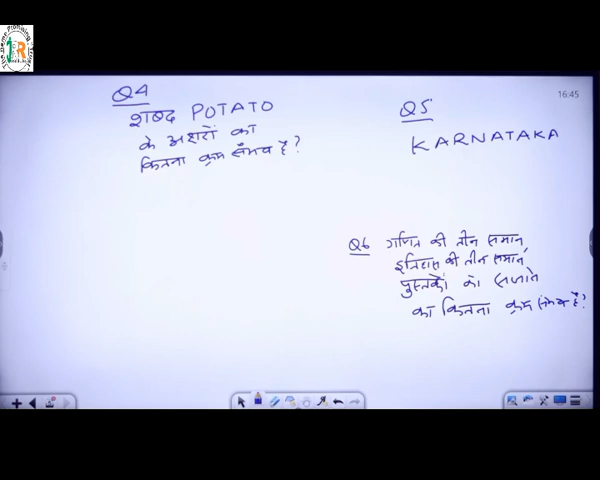 Q4
शब्द POTATO
के अक्षरों का
कितना क्रम संभव है?
16:45
Q5
KARNATAKA
Q6 गणित की तीन समान,
इतिहास की तीन समान,
पुस्तकों को सजाने
का कितना क्रम संभव है?